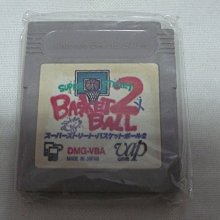 SUPER STREET
BASKET BALL 2
スーパーストリート・バスケットボール2
DMG-VBA
MADE IN JAPAN
vap